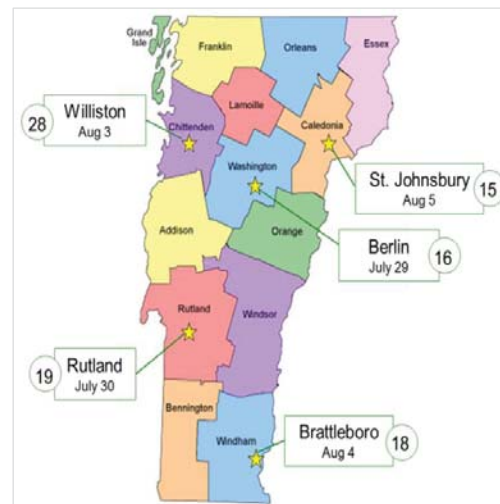 Grand
Isle
Franklin
Orleans
Essex
Lamoille
Williston
Aug 3
28
Chittenden
Caledonia
Washington
St. Johnsbury
Aug 5
15
Addison
Orange
Berlin
July 29
16
Rutland
Windsor
Rutland
July 30
19
Bennington
Windham
Brattleboro
Aug 4
18